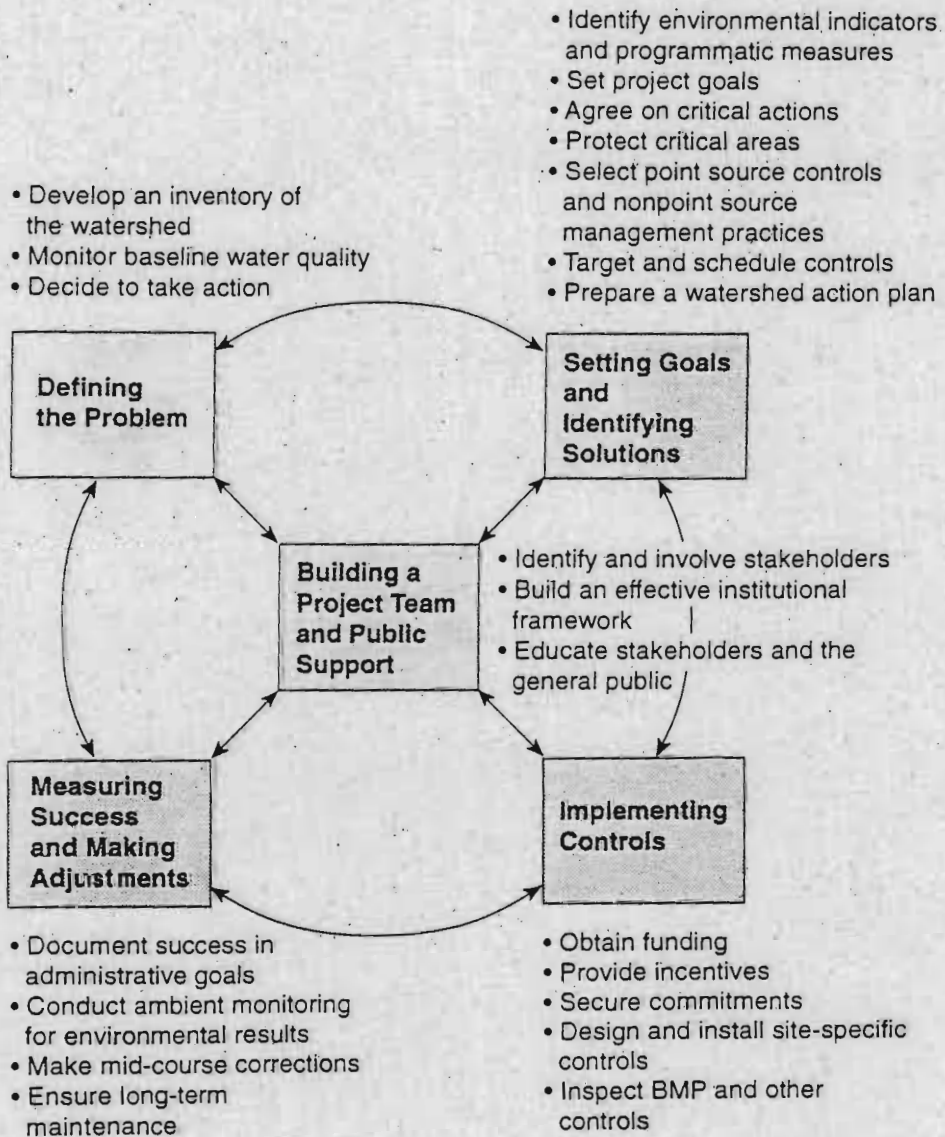 • Identify environmental indicators
and programmatic measures
• Set project goals
• Agree on critical actions
• Protect critical areas
• Select point source controls
and nonpoint source
management practices
• Target and schedule controls
• Prepare a watershed action plan
• Develop an inventory of
the watershed
• Monitor baseline water quality
• Decide to take action
Defining
the Problem
Setting Goals
and
Identifying
Solutions
Building a
Project Team
and Public
Support
• Identify and involve stakeholders
• Build an effective institutional
framework
• Educate stakeholders and the
general public
Measuring
Success
and Making
Adjustments
Implementing
Controls
• Document success in
administrative goals
• Conduct ambient monitoring
for environmental results
• Make mid-course corrections
• Ensure long-term
maintenance
• Obtain funding
• Provide incentives
• Secure commitments
• Design and install site-specific
controls
• Inspect BMP and other
controls